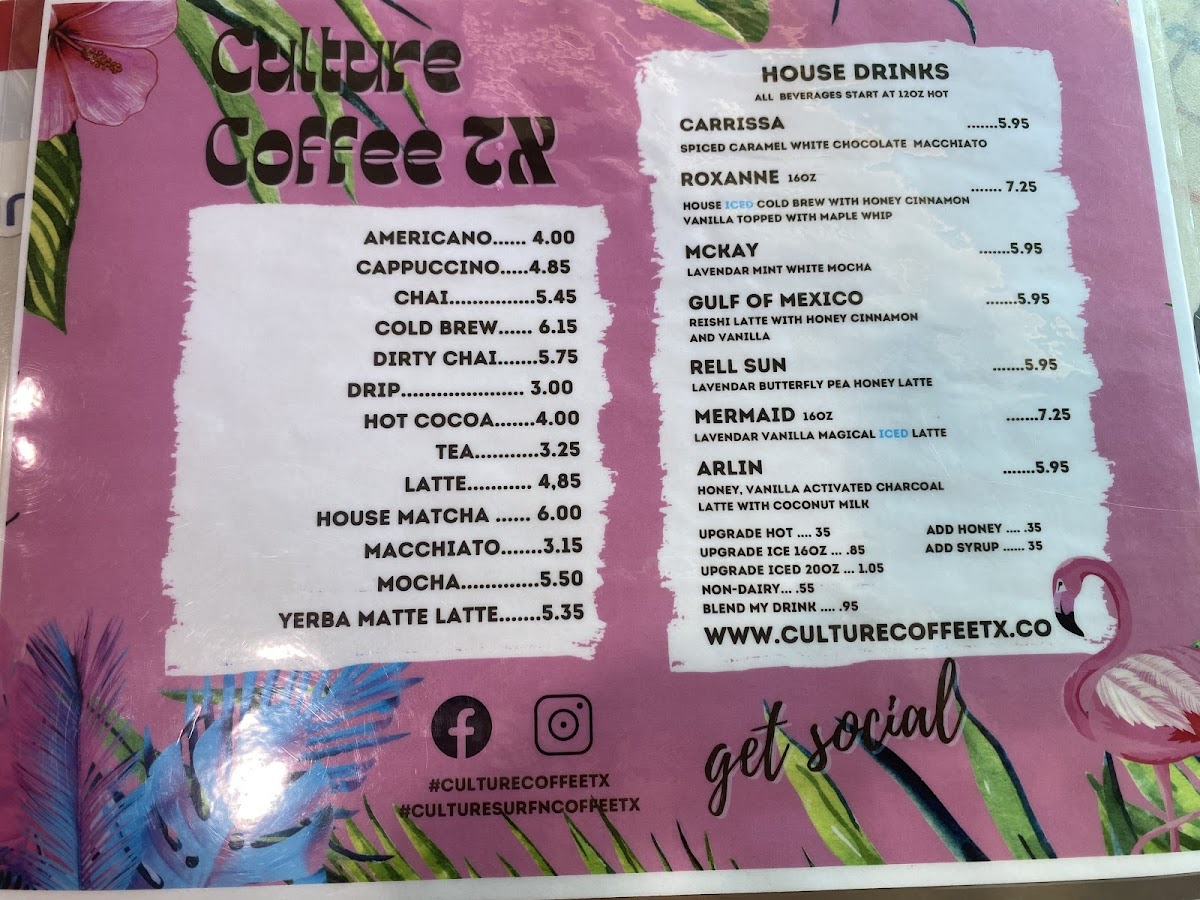 Culture
Coffee TX
AMERICANO...... 4.00
CAPPUCCINO.....4.85
CHAI...............5.45
COLD BREW...... 6.15
DIRTY CHAI.......5.75
DRIP..................... 3.00
HOT COCOA.......4.00
TEA...........3.25
LATTE........... 4,85
HOUSE MATCHA ...... 6.00
MACCHIATO.......3.15
MOCHA.............5.50
YERBA MATTE LATTE.......5.35
#CULTURECOFFEETX
#CULTURESURFNCOFFEETX
HOUSE DRINKS
ALL BEVERAGES START AT 12OZ HOT
CARRISSA .......5.95
SPICED CARAMEL WHITE CHOCOLATE MACCHIATO
ROXANNE 16OZ ....... 7.25
HOUSE ICED COLD BREW WITH HONEY CINNAMON
VANILLA TOPPED WITH MAPLE WHIP
MCKAY .......5.95
LAVENDAR MINT WHITE MOCHA
GULF OF MEXICO .......5.95
REISHI LATTE WITH HONEY CINNAMON
AND VANILLA
RELL SUN .......5.95
LAVENDAR BUTTERFLY PEA HONEY LATTE
MERMAID 16OZ .......7.25
LAVENDAR VANILLA MAGICAL ICED LATTE
ARLIN .......5.95
HONEY, VANILLA ACTIVATED CHARCOAL
LATTE WITH COCONUT MILK
UPGRADE HOT .... 35
UPGRADE ICE 16OZ ... .85
UPGRADE ICED 20OZ ... 1.05
NON-DAIRY... .55
BLEND MY DRINK .... .95
ADD HONEY .... .35
ADD SYRUP ...... 35
WWW.CULTURECOFFEETX.CO
get social